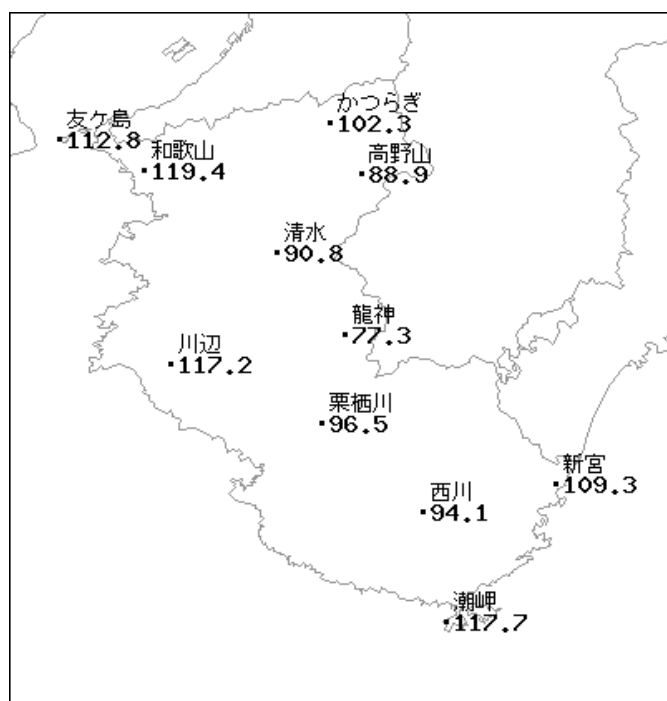 かつらぎ
102.3
友ケ島
112.8
和歌山
119.4
高野山
88.9
清水
90.8
龍神
77.3
川辺
117.2
栗栖川
96.5
新宮
109.3
西川
94.1
潮岬
117.7